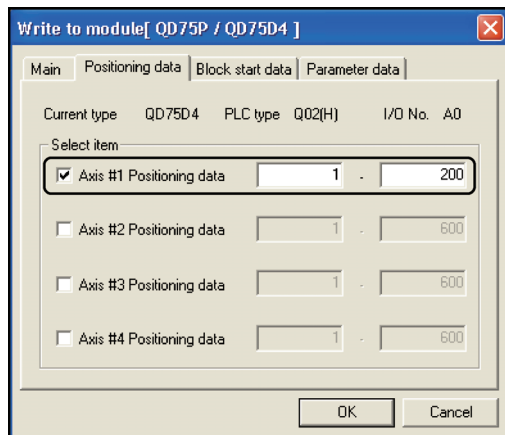 Write to module[ QD75P / QD75D4 ]
Main Positioning data Block start data Parameter data
Current type QD75D4 PLC type Q02(H) I/O No. A0
Select item
Axis #1 Positioning data 1 - 200
Axis #2 Positioning data 1 - 600
Axis #3 Positioning data 1 - 600
Axis #4 Positioning data 1 - 600
OK Cancel